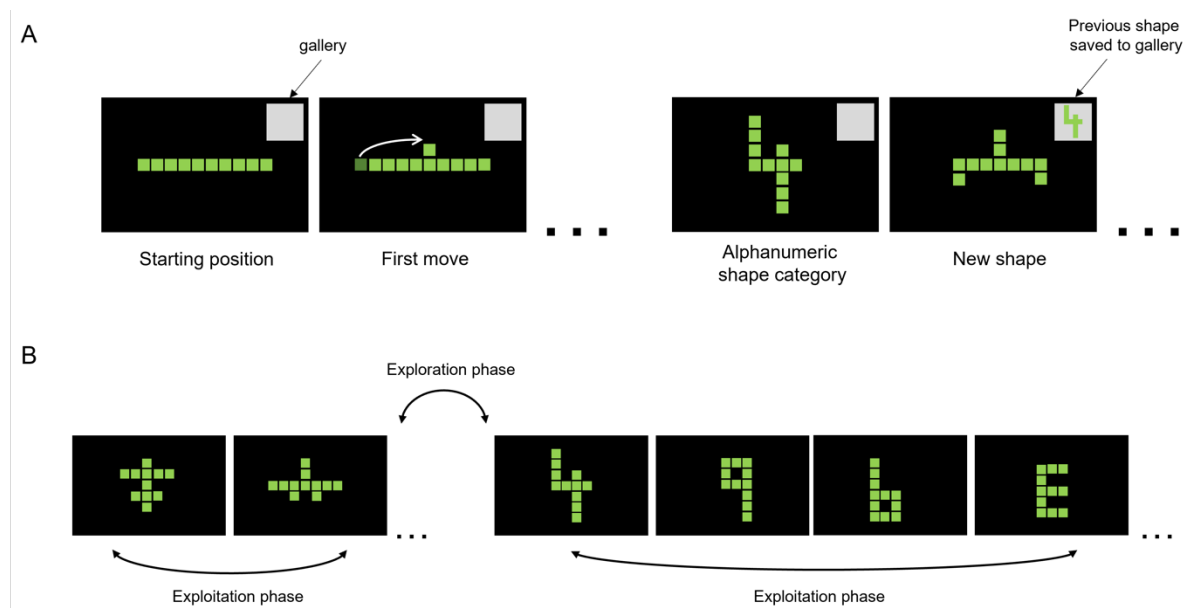 A
gallery
Previous shape
saved to gallery
Starting position
First move
Alphanumeric
shape category
New shape
B
Exploration phase
Exploitation phase
Exploitation phase